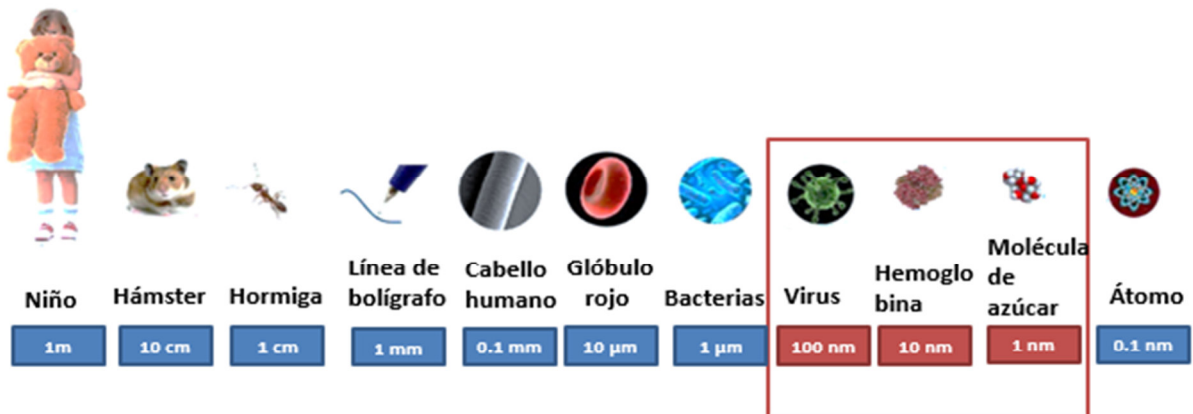 Niño
Hámster
Hormiga
Línea de
bolígrafo
Cabello
humano
Glóbulo
rojo
Bacterias
Virus
Hemoglo
bina
Molécula
de
azúcar
Átomo
1m
10 cm
1 cm
1 mm
0.1 mm
10 µm
1 µm
100 nm
10 nm
1 nm
0.1 nm